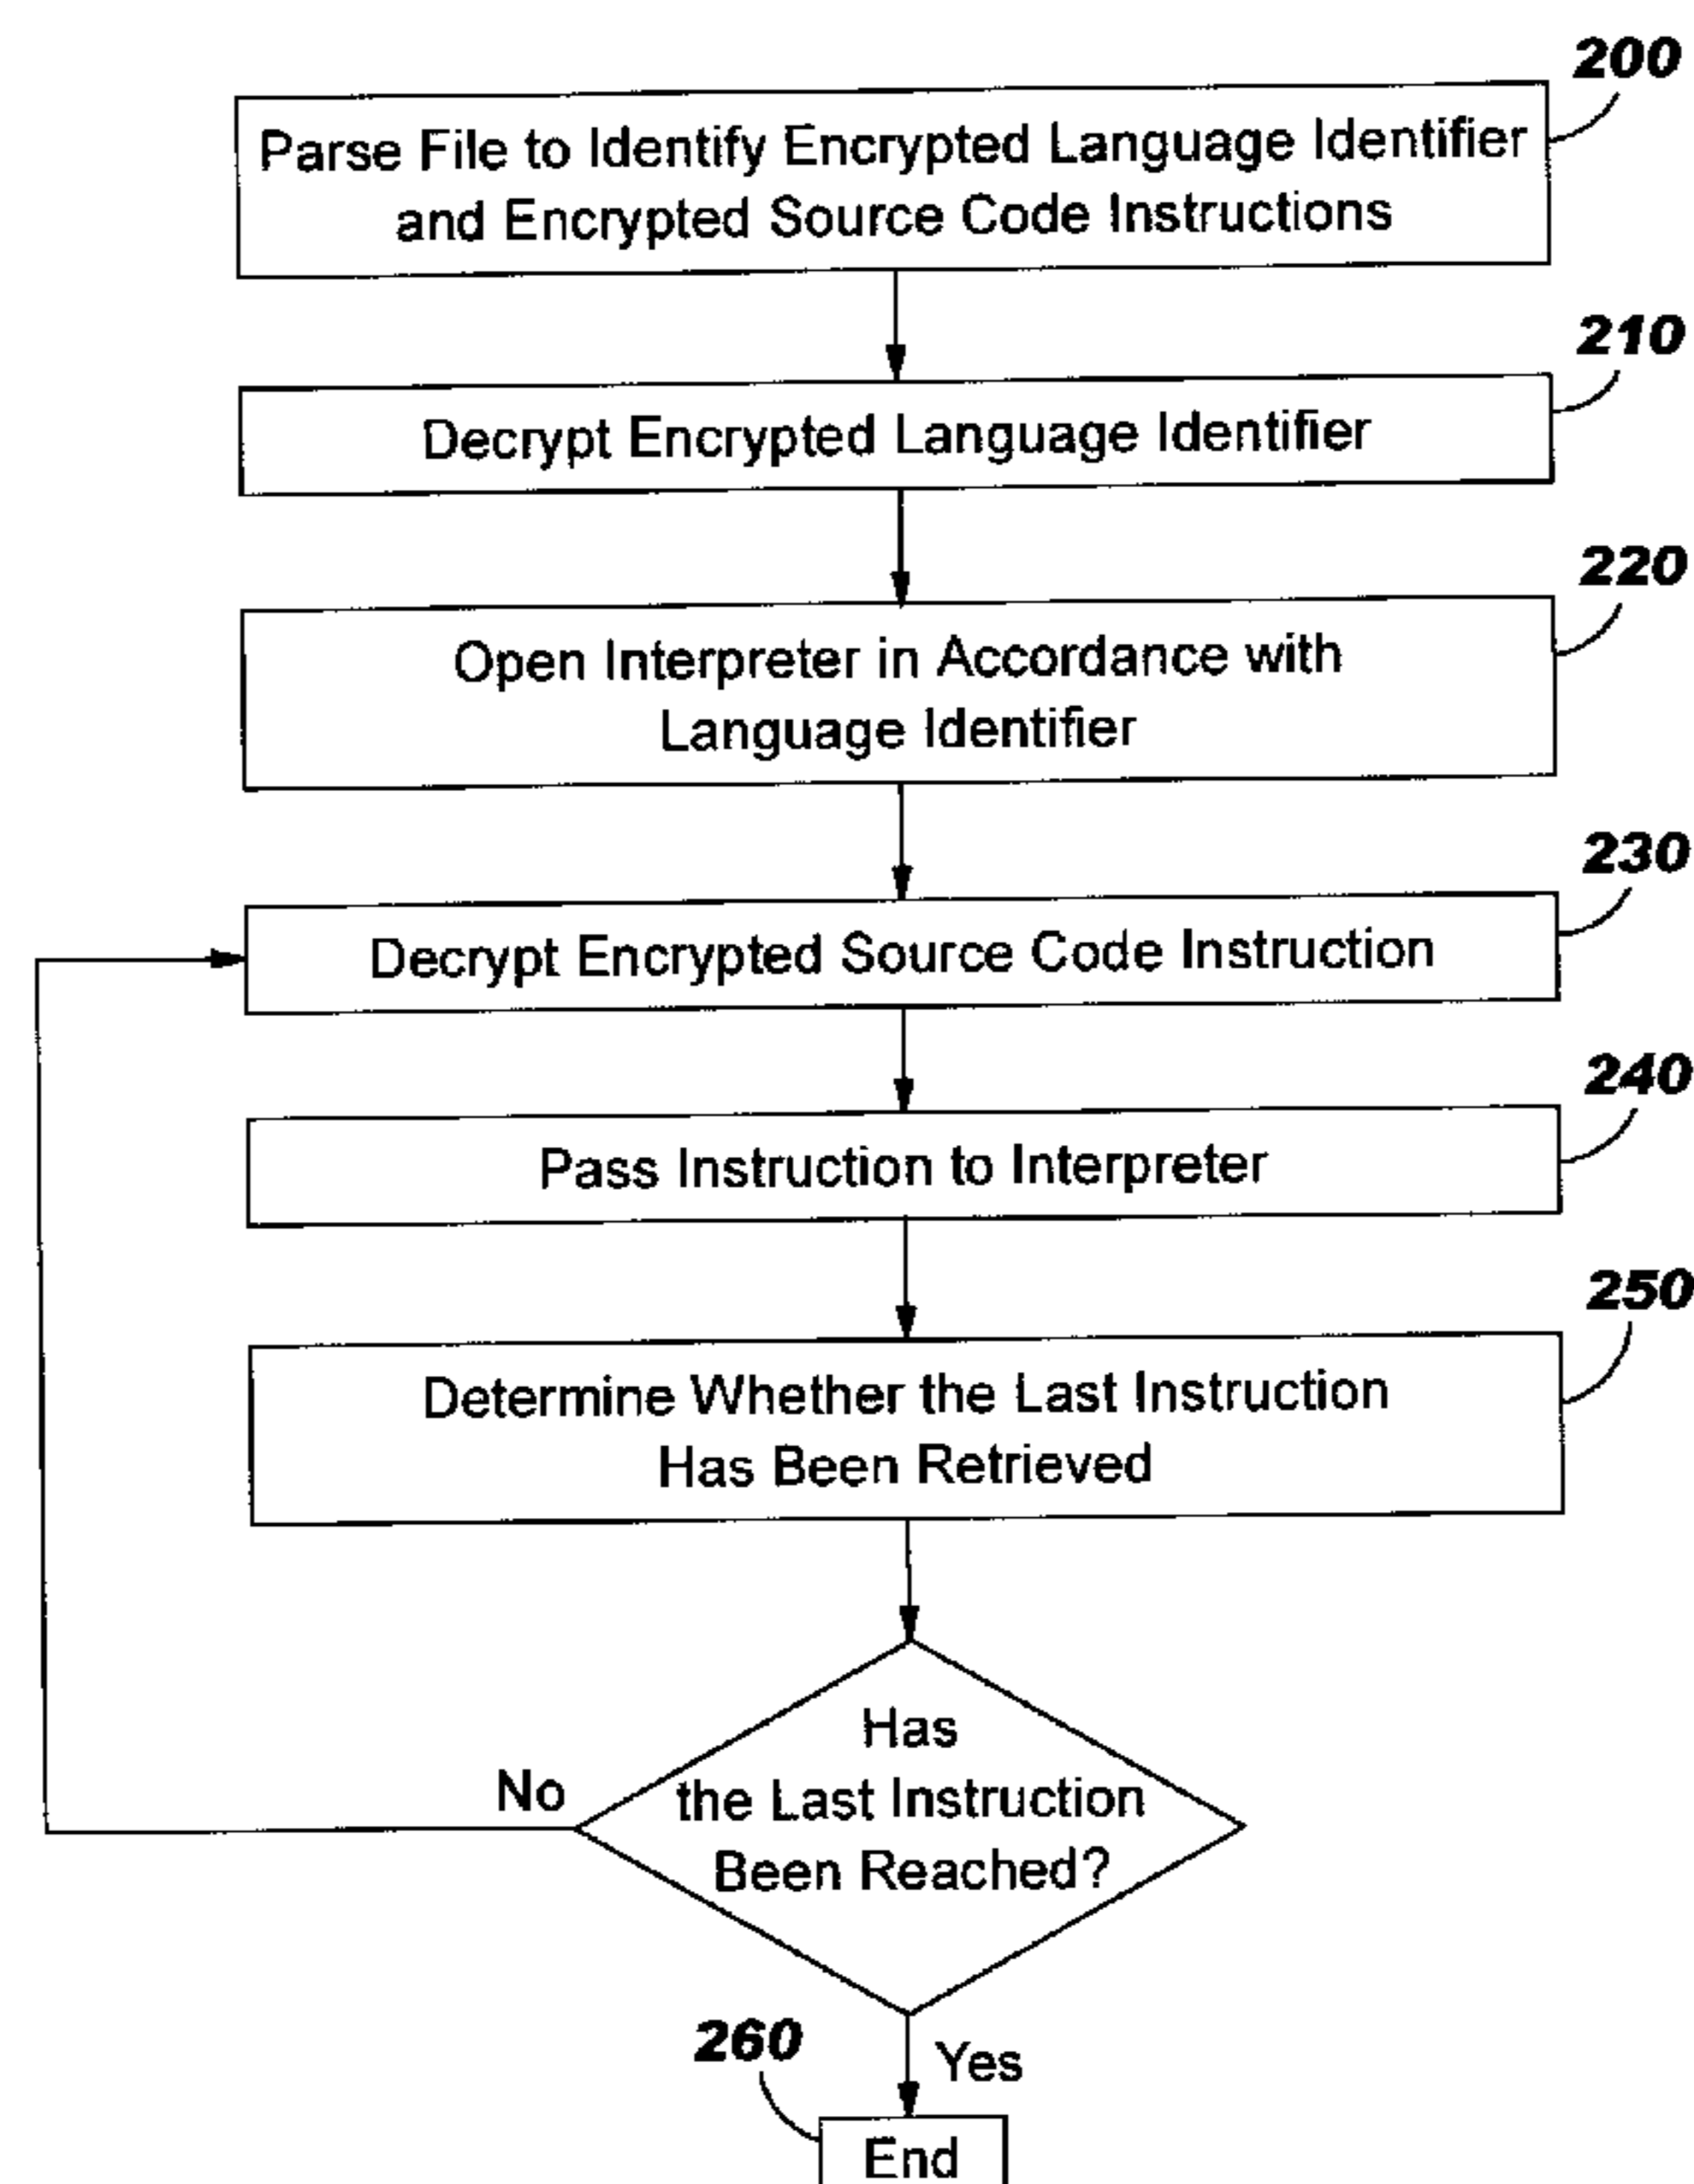 200
Parse File to Identify Encrypted Language Identifier
and Encrypted Source Code Instructions
210
Decrypt Encrypted Language Identifier
220
Open Interpreter in Accordance with
Language Identifier
230
Decrypt Encrypted Source Code Instruction
240
Pass Instruction to Interpreter
250
Determine Whether the Last Instruction
Has Been Retrieved
Has
the Last Instruction
Been Reached?
No
Yes
260
End